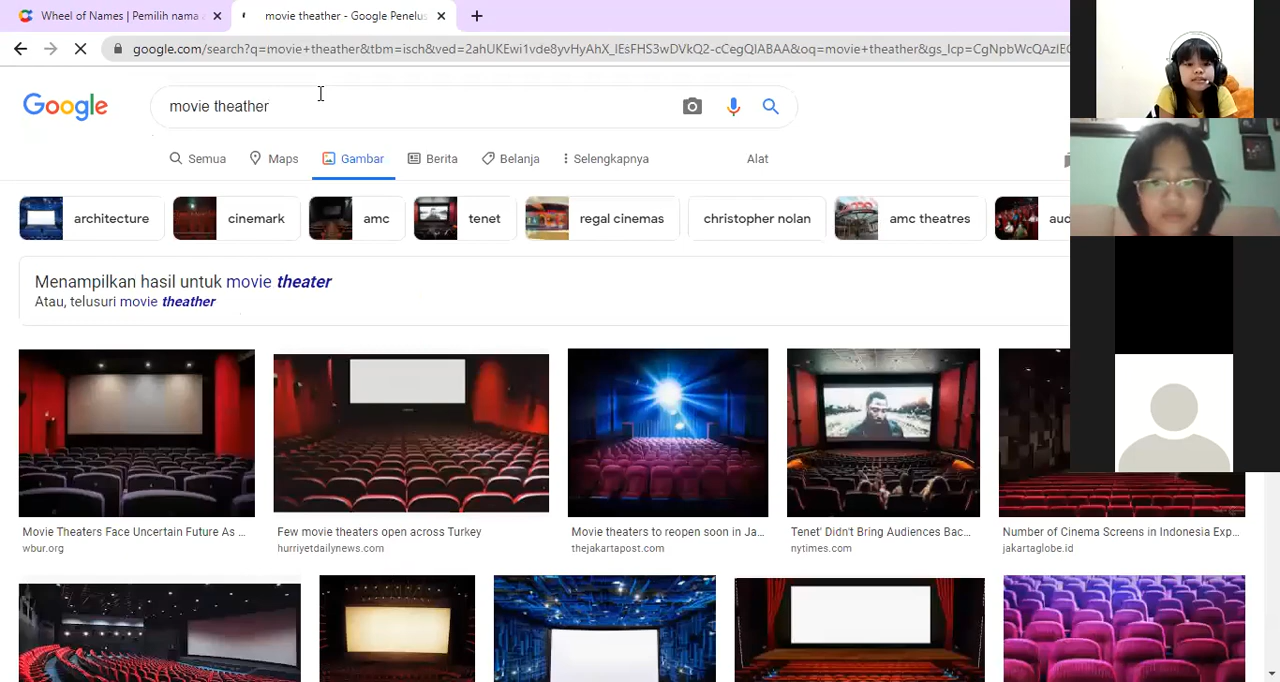 Wheel of Names | Pemilih nama
movie theather - Google Penelus
google.com/search?q=movie+theather&tbm=isch&ved=2ahUKEwi1vde8yvHyAhX_lEsFHS3wDVkQ2-cCegQIABAA&oq=movie+theather&gs_lcp=CgNpbWcQAzIE
Google
movie theather
Semua
Maps
Gambar
Berita
Belanja
Selengkapnya
Alat
architecture
cinemark
amc
tenet
regal cinemas
christopher nolan
amc theatres
Menampilkan hasil untuk movie theater
Atau, telusuri movie theather
Movie Theaters Face Uncertain Future As ...
Few movie theaters open across Turkey
Movie theaters to reopen soon in Ja...
Tenet' Didn't Bring Audiences Bac...
Number of Cinema Screens in Indonesia Exp...
wbur.org
hurriyetdailynews.com
thejakartapost.com
nytimes.com
jakartaglobe.id